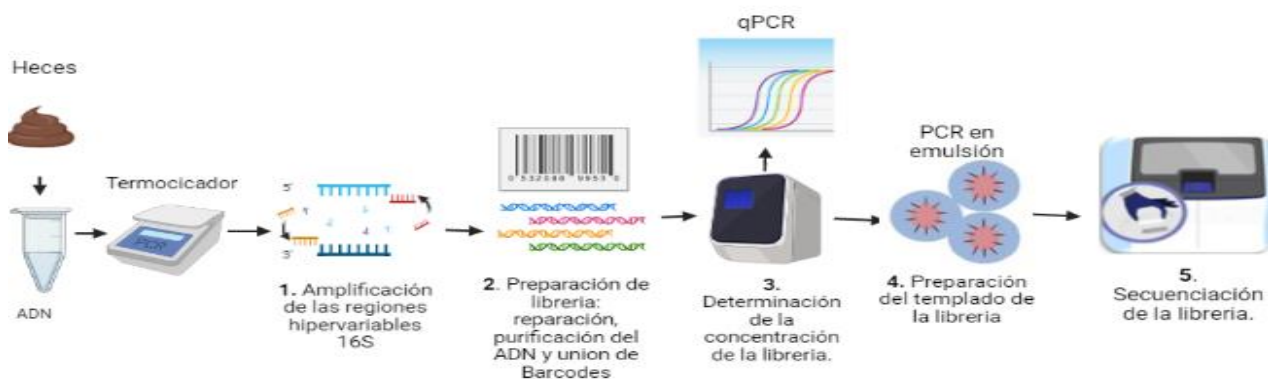 Heces
ADN
Termocicador
PCR
5´
3´
1. Amplificación
de las regiones
hipervariables
16S
2. Preparación de
libreria:
reparación,
purificación del
ADN y union de
Barcodes
qPCR
3.
Determinación
de la
concentración
de la libreria.
PCR en
emulsión
4. Preparación
del templado de
la libreria
5.
Secuenciación
de la libreria.